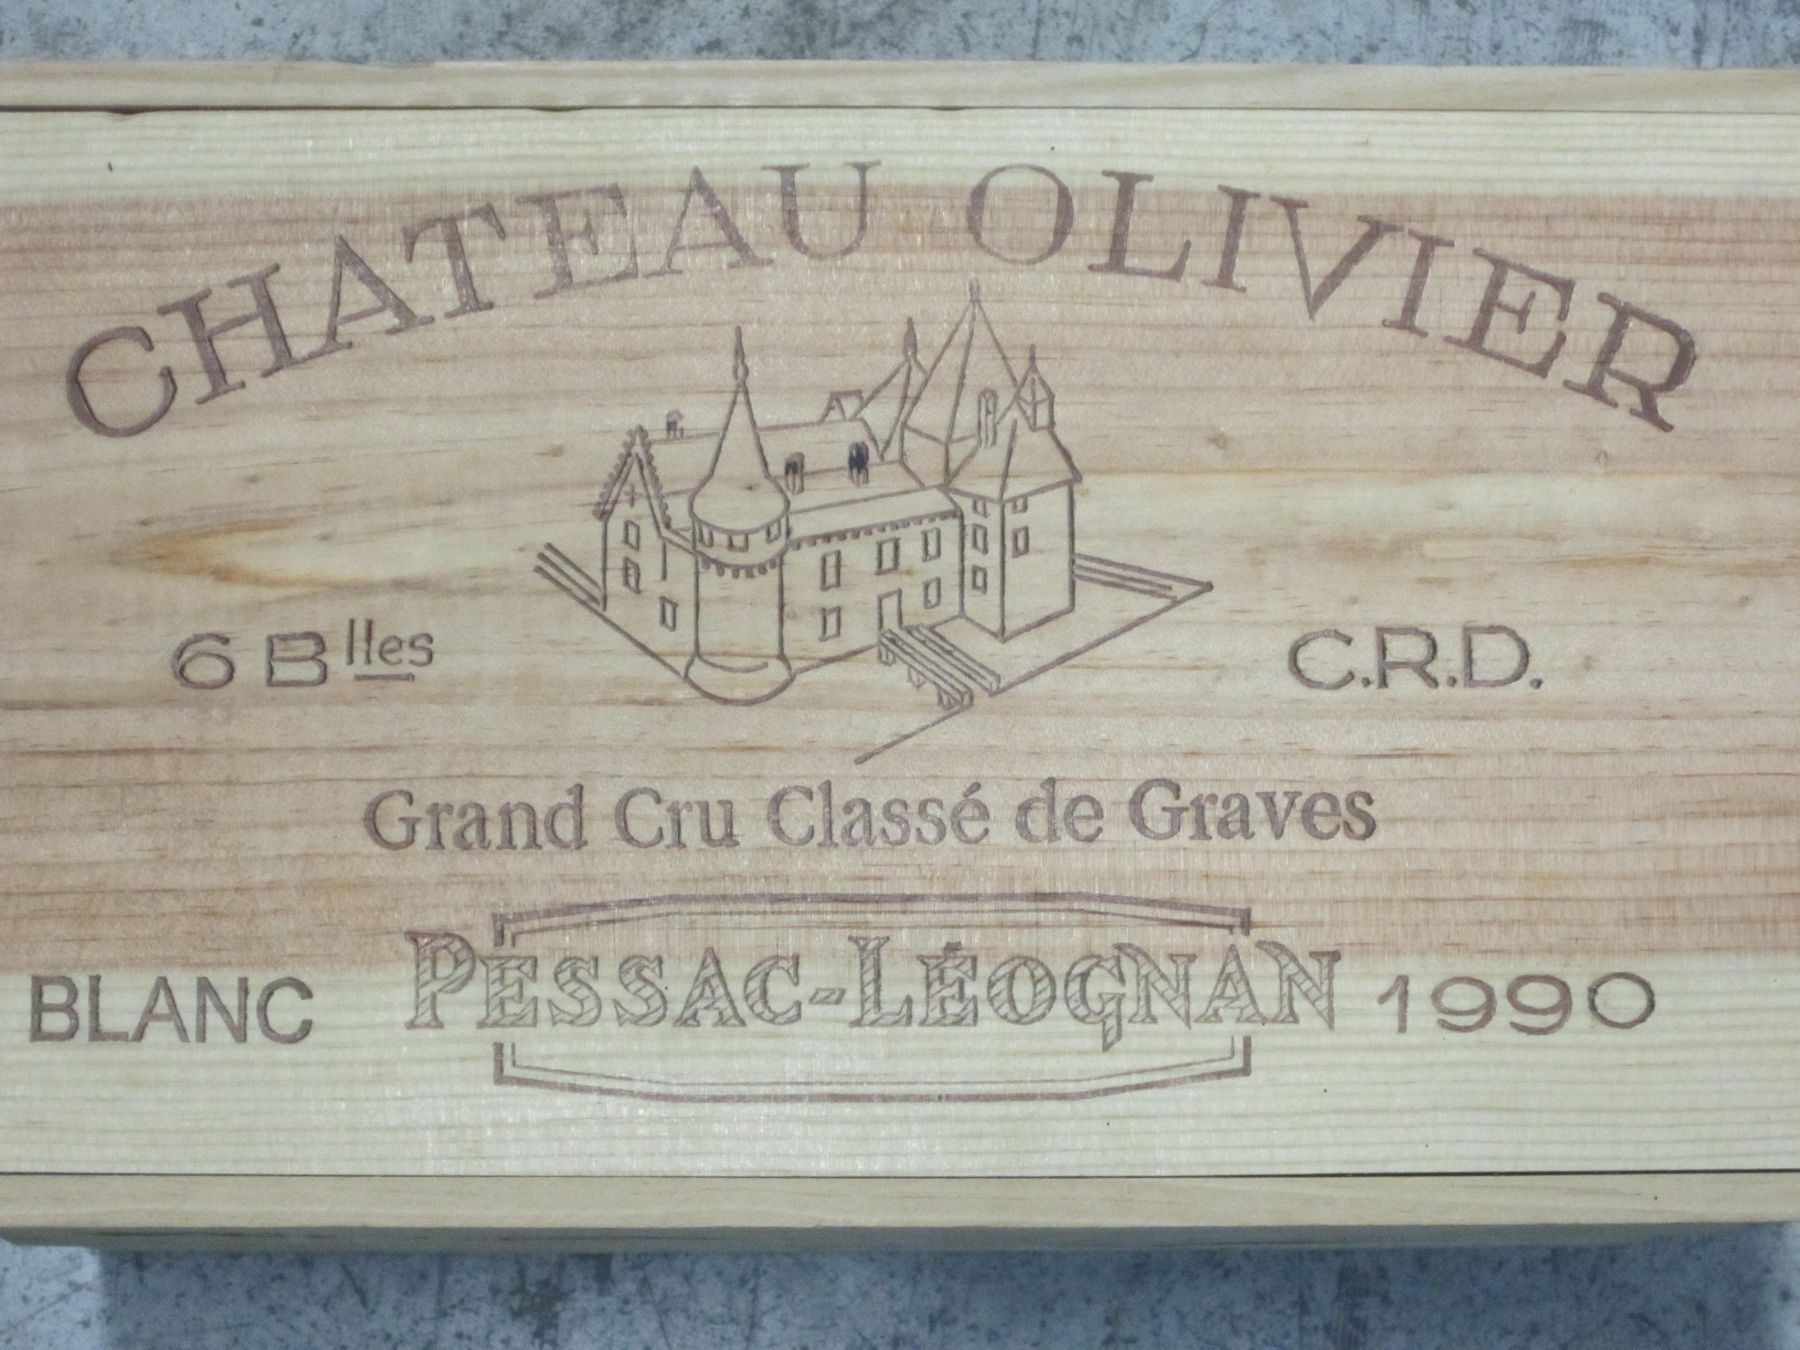 CHATEAU OLIVIER
6 Blles C.R.D.
Grand Cru Classé de Graves
BLANC PESSAC-LÉOGNAN 1990